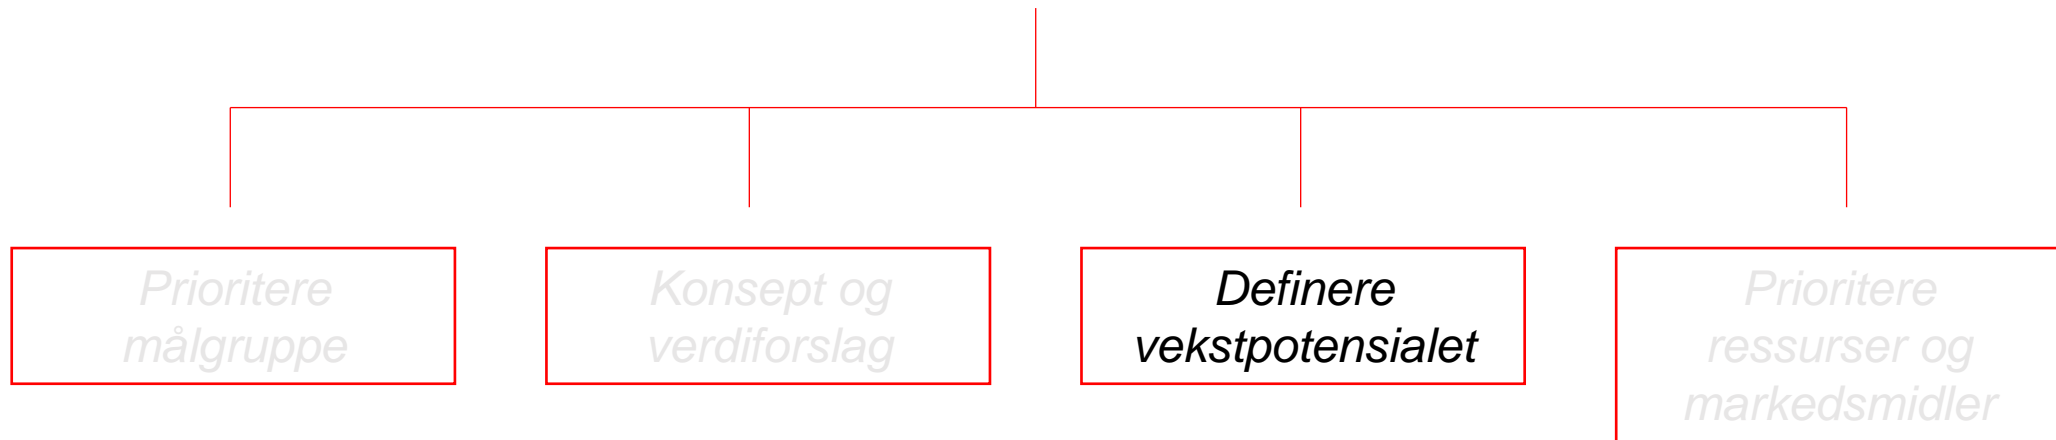 Prioritere
målgruppe
Konsept og
verdiforslag
Definere
vekstpotensialet
Prioritere
ressurser og
markedsmidler